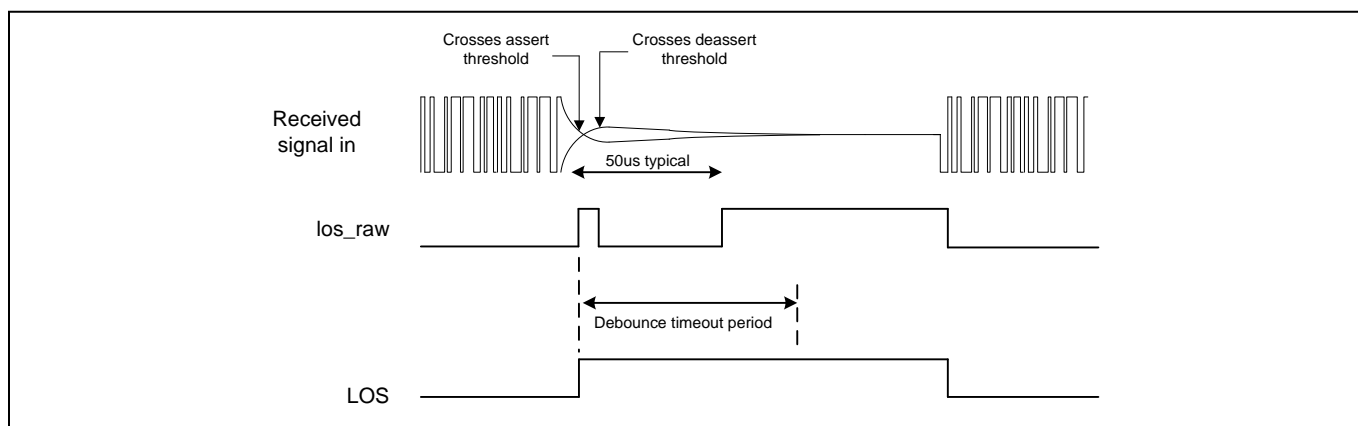 Crosses assert
threshold
Crosses deassert
threshold
Received
signal in
50us typical
los_raw
Debounce timeout period
LOS